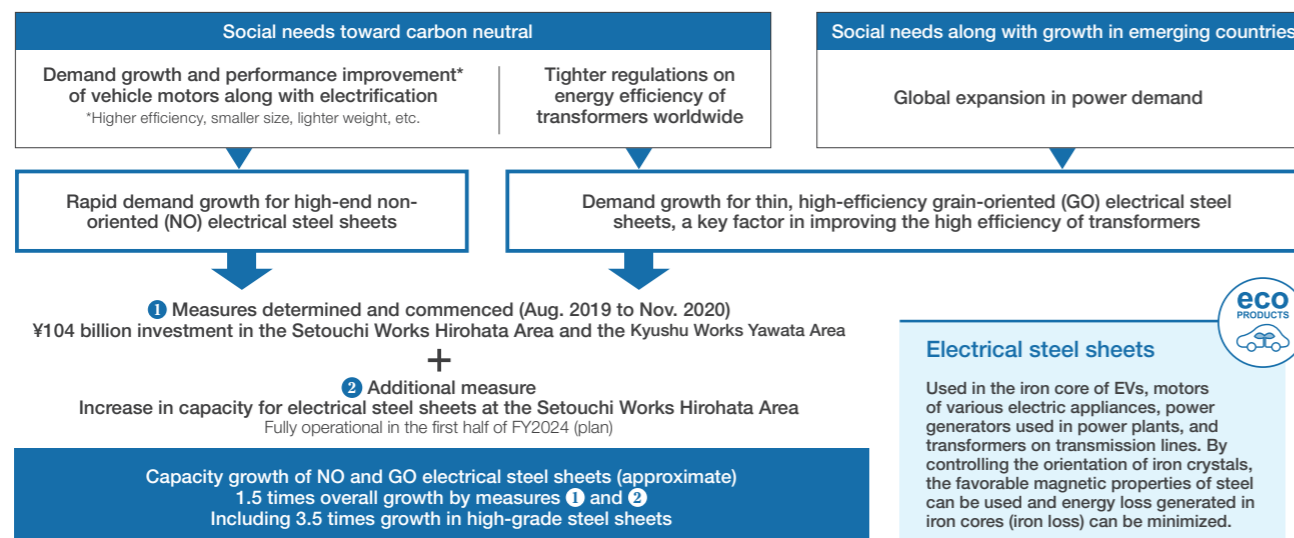 Social needs toward carbon neutral
Demand growth and performance improvement*
of vehicle motors along with electrification
*Higher efficiency, smaller size, lighter weight, etc.
Tighter regulations on
energy efficiency of
transformers worldwide
Social needs along with growth in emerging countries
Global expansion in power demand
Rapid demand growth for high-end non-
oriented (NO) electrical steel sheets
Demand growth for thin, high-efficiency grain-oriented (GO) electrical steel
sheets, a key factor in improving the high efficiency of transformers
❶ Measures determined and commenced (Aug. 2019 to Nov. 2020)
¥104 billion investment in the Setouchi Works Hirohata Area and the Kyushu Works Yawata Area
+
❷ Additional measure
Increase in capacity for electrical steel sheets at the Setouchi Works Hirohata Area
Fully operational in the first half of FY2024 (plan)
Capacity growth of NO and GO electrical steel sheets (approximate)
1.5 times overall growth by measures ❶ and ❷
Including 3.5 times growth in high-grade steel sheets
eco
PRODUCTS
Electrical steel sheets
Used in the iron core of EVs, motors
of various electric appliances, power
generators used in power plants, and
transformers on transmission lines. By
controlling the orientation of iron crystals,
the favorable magnetic properties of steel
can be used and energy loss generated in
iron cores (iron loss) can be minimized.